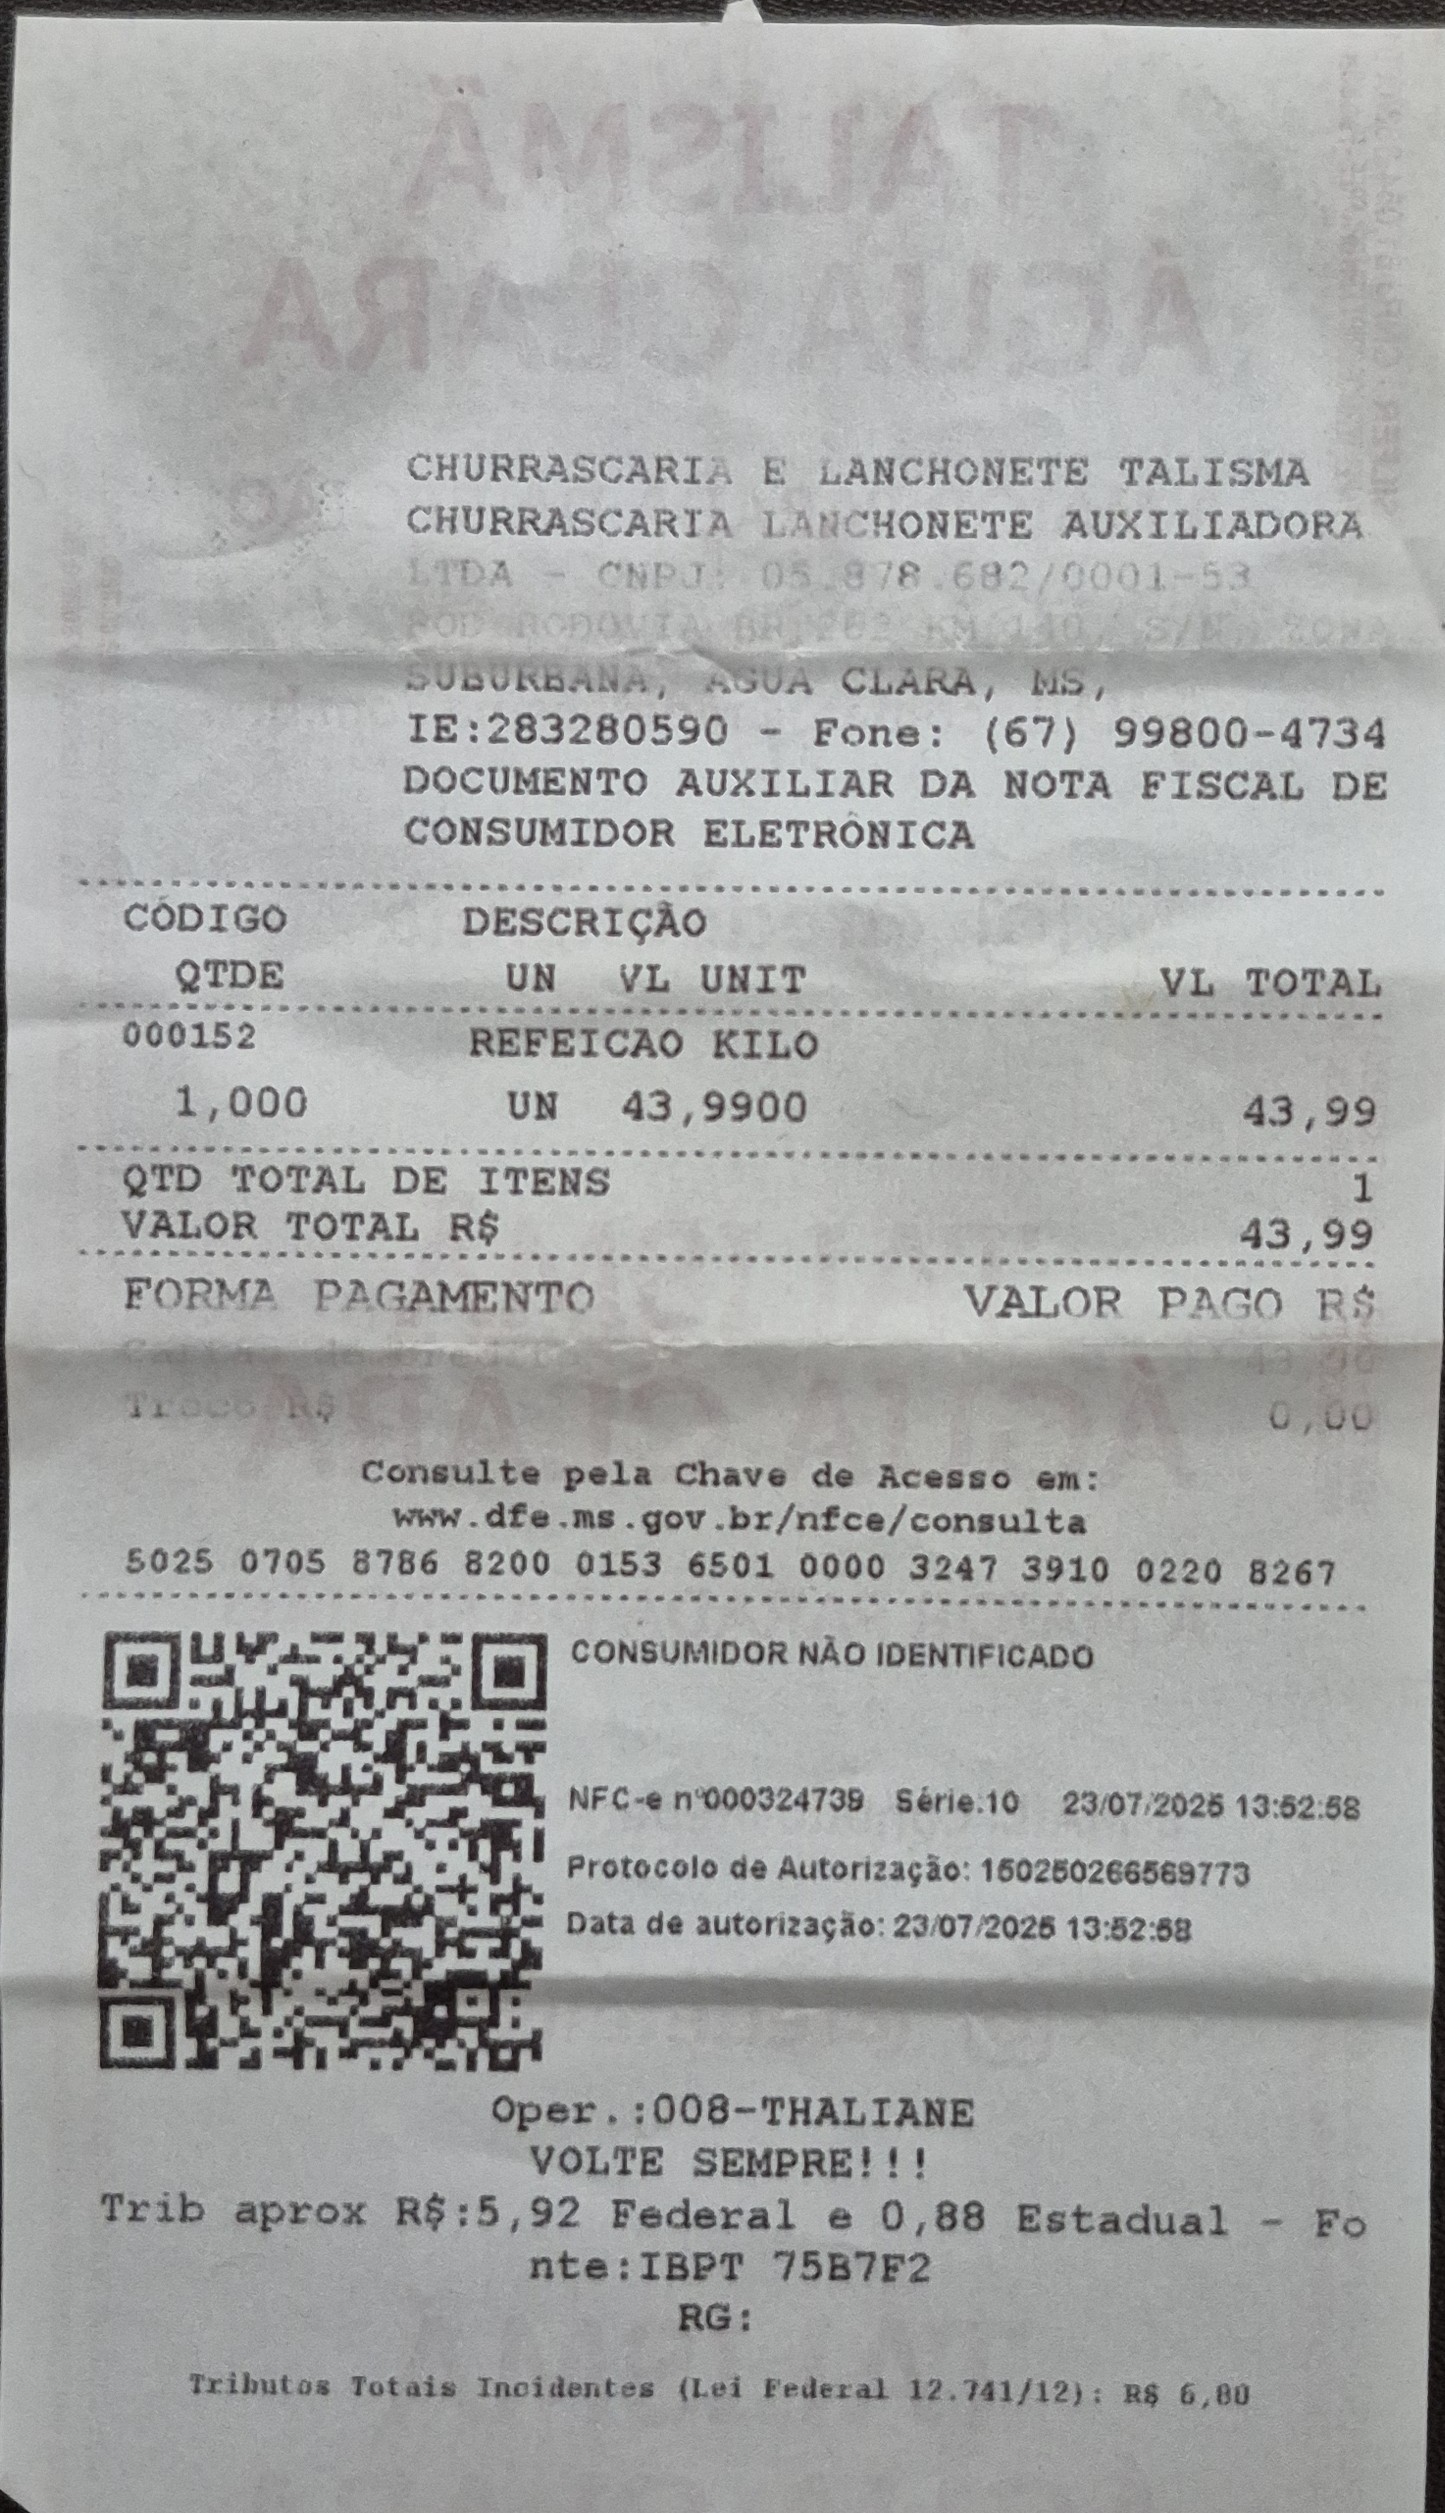 TALISMÃ
ÁGUA CLARA
CHURRASCARIA E LANCHONETE TALISMA
CHURRASCARIA LANCHONETE AUXILIADORA
LTDA - CNPJ: 05.878.682/0001-53
ROD RODOVIA BR 262 KM 140, S/N, ZONA
SUBURBANA, AGUA CLARA, MS,
IE:283280590 - Fone: (67) 99800-4734
DOCUMENTO AUXILIAR DA NOTA FISCAL DE
CONSUMIDOR ELETRÔNICA
CÓDIGO DESCRIÇÃO
QTDE UN VL UNIT VL TOTAL
000152 REFEICAO KILO
1,000 UN 43,9900 43,99
QTD TOTAL DE ITENS 1
VALOR TOTAL R$ 43,99
FORMA PAGAMENTO VALOR PAGO R$
Troco R$ 0,00
Consulte pela Chave de Acesso em:
www.dfe.ms.gov.br/nfce/consulta
5025 0705 8786 8200 0153 6501 0000 3247 3910 0220 8267
CONSUMIDOR NÃO IDENTIFICADO
NFC-e nº000324739 Série:10 23/07/2025 13:52:58
Protocolo de Autorização: 150250266569773
Data de autorização: 23/07/2025 13:52:58
Oper.:008-THALIANE
VOLTE SEMPRE!!!
Trib aprox R$:5,92 Federal e 0,88 Estadual - Fo
nte:IBPT 75B7F2
RG:
Tributos Totais Incidentes (Lei Federal 12.741/12): R$ 6,80